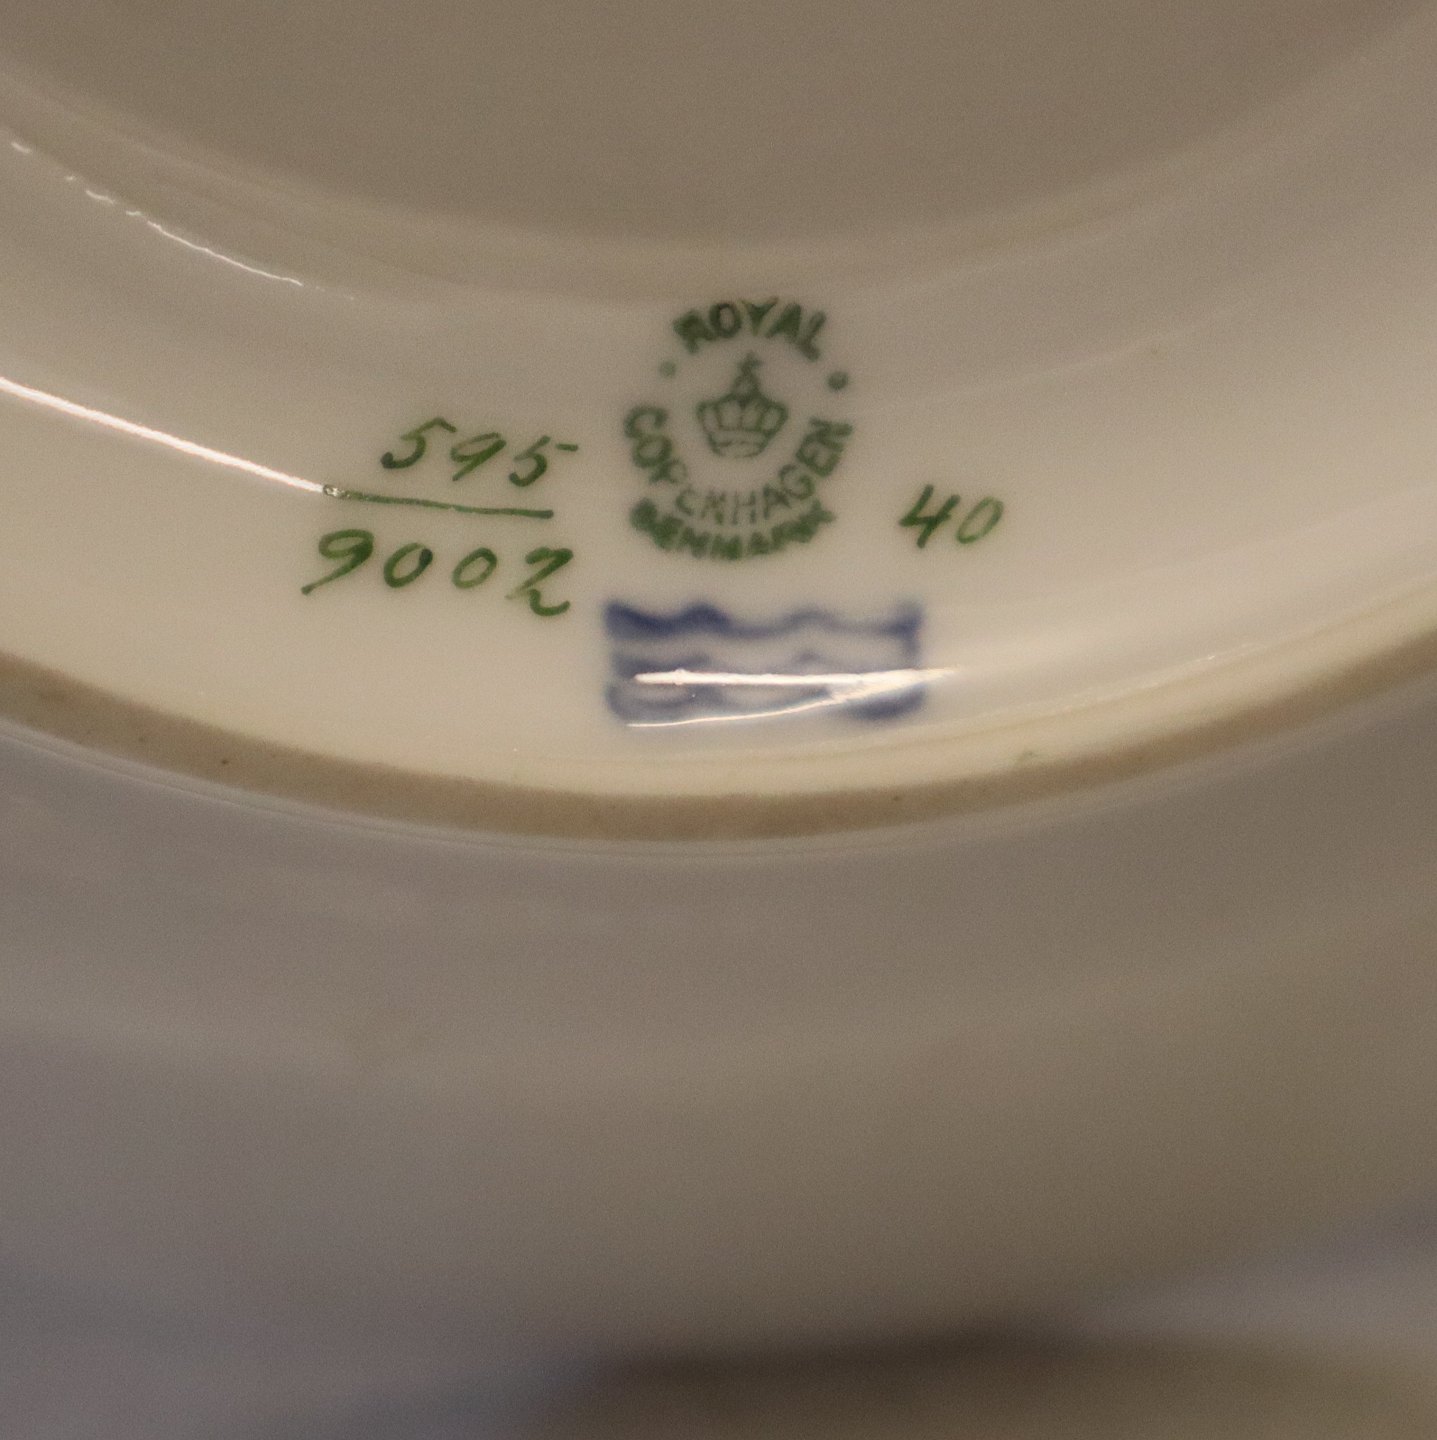 ROYAL
COPENHAGEN
DENMARK
595
9002
40